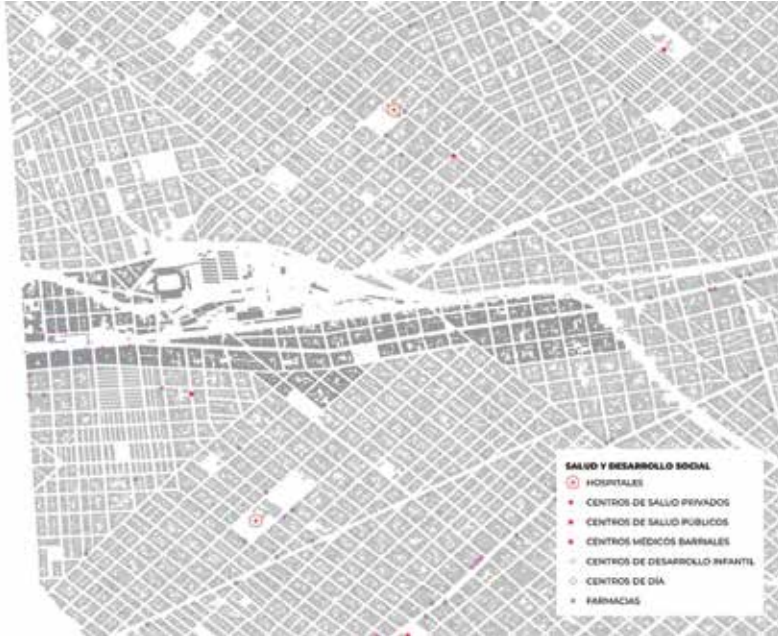 SALUD Y DESARROLLO SOCIAL
HOSPITALES
CENTROS DE SALUD PRIVADOS
CENTROS DE SALUD PÚBLICOS
CENTROS MÉDICOS BARRIALES
CENTROS DE DESARROLLO INFANTIL
CENTROS DE DÍA
FARMACIAS